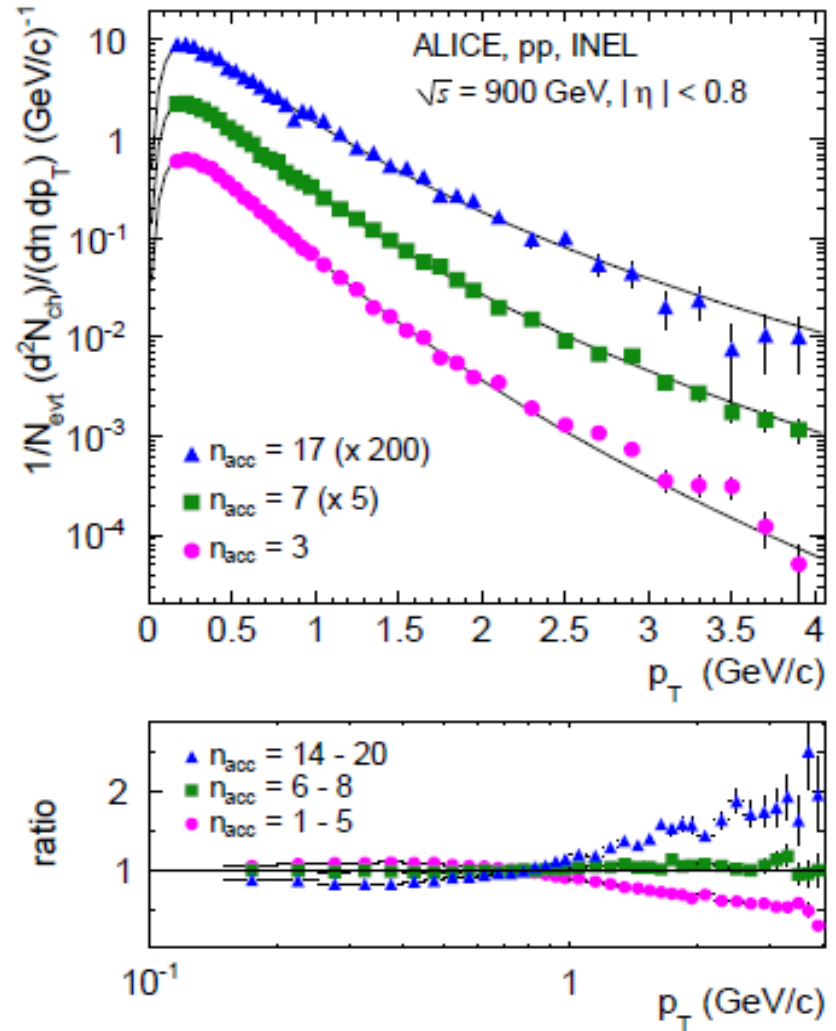 ALICE, pp, INEL
√s = 900 GeV, | η | < 0.8
1/N_evt (d²N_ch)/(dη dp_T) (GeV/c)⁻¹
10
1
10⁻¹
10⁻²
10⁻³
10⁻⁴
n_acc = 17 (x 200)
n_acc = 7 (x 5)
n_acc = 3
0 0.5 1 1.5 2 2.5 3 3.5 4
p_T (GeV/c)
n_acc = 14 - 20
n_acc = 6 - 8
n_acc = 1 - 5
ratio
2
1
10⁻¹ 1
p_T (GeV/c)